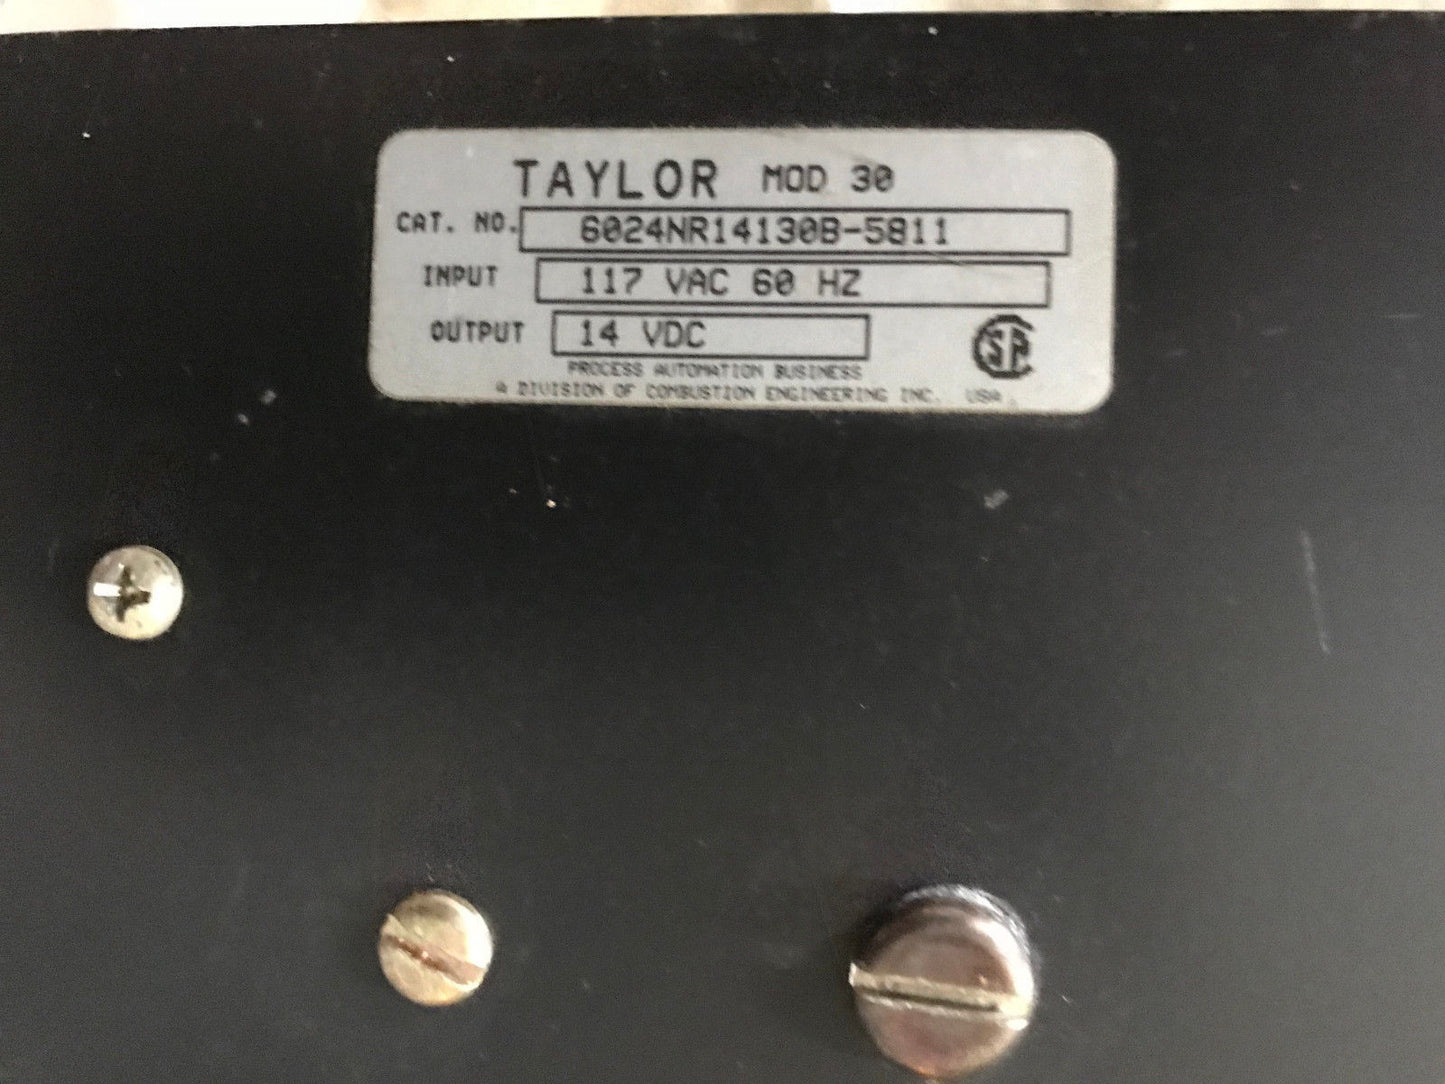 TAYLOR MOD 30
CAT. NO. 6024NR14130B-5811
INPUT 117 VAC 60 HZ
OUTPUT 14 VDC
PROCESS AUTOMATION BUSINESS
A DIVISION OF COMBUSTION ENGINEERING INC. USA
SA